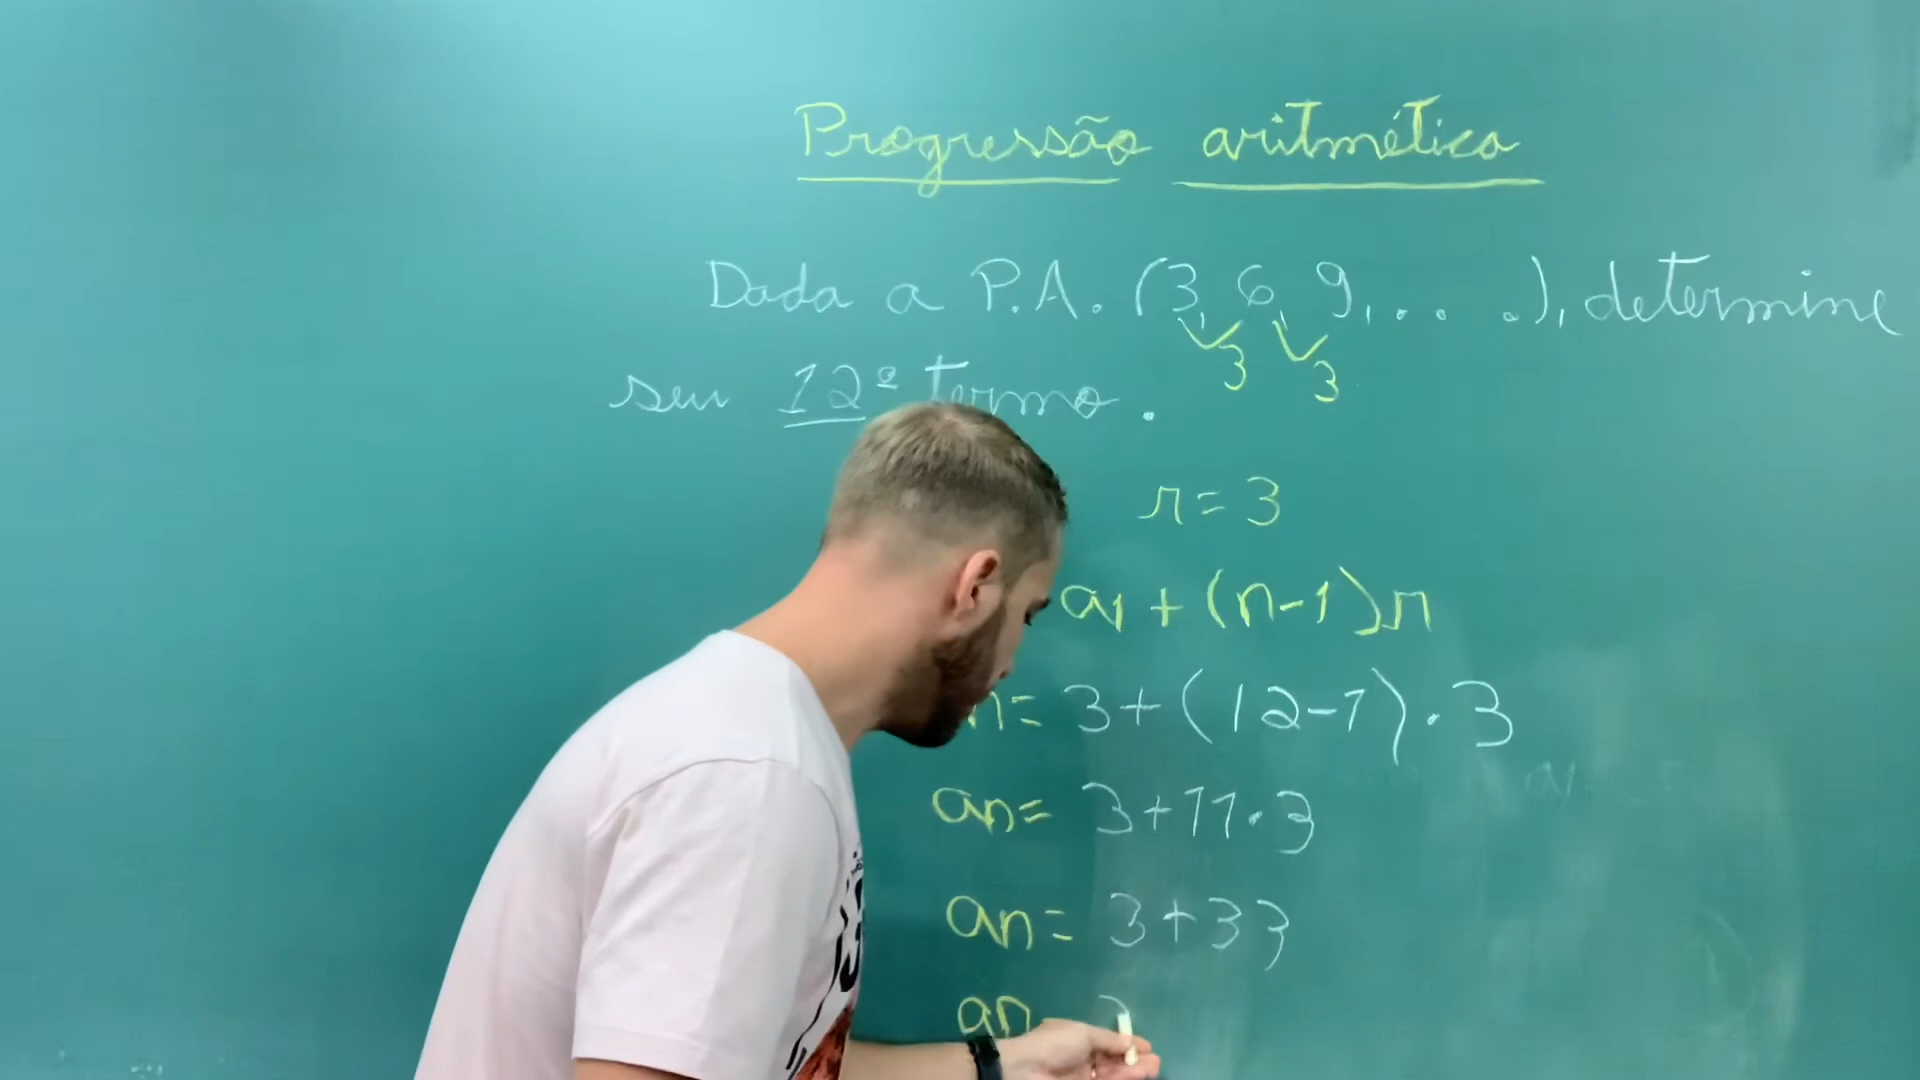 Progressão aritmética
Dada a P.A. (3, 6, 9, . . .), determine
3 3
seu 12º termo.
r = 3
a1 + (n-1)r
n = 3 + (12-1) . 3
an = 3 + 11 . 3
an = 3 + 33
an